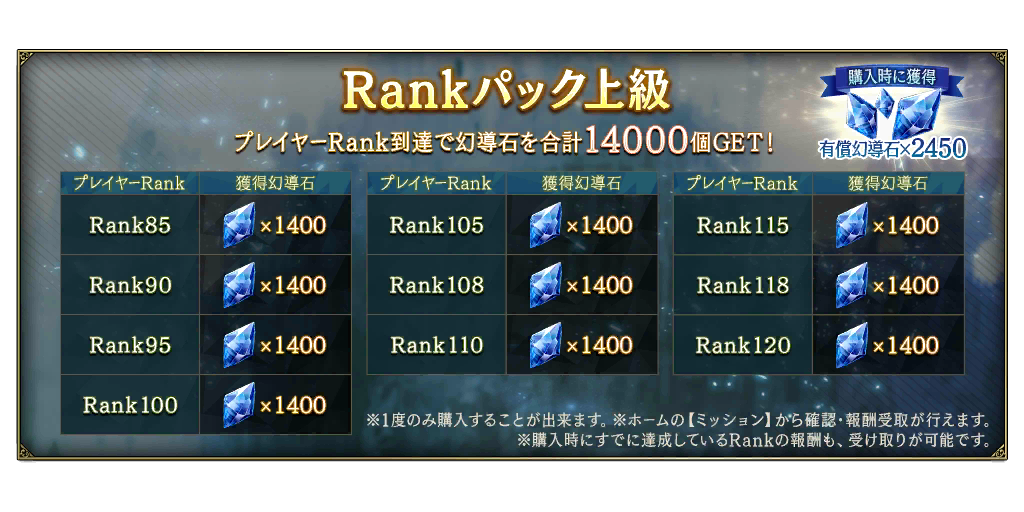 Rankパック上級
購入時に獲得
有償幻導石×2450
プレイヤーRank到達で幻導石を合計14000個GET！
プレイヤーRank 獲得幻導石
Rank85 ×1400
Rank90 ×1400
Rank95 ×1400
Rank100 ×1400
プレイヤーRank 獲得幻導石
Rank105 ×1400
Rank108 ×1400
Rank110 ×1400
プレイヤーRank 獲得幻導石
Rank115 ×1400
Rank118 ×1400
Rank120 ×1400
※1度のみ購入することが出来ます。※ホームの【ミッション】から確認・報酬受取が行えます。
※購入時にすでに達成しているRankの報酬も、受け取りが可能です。